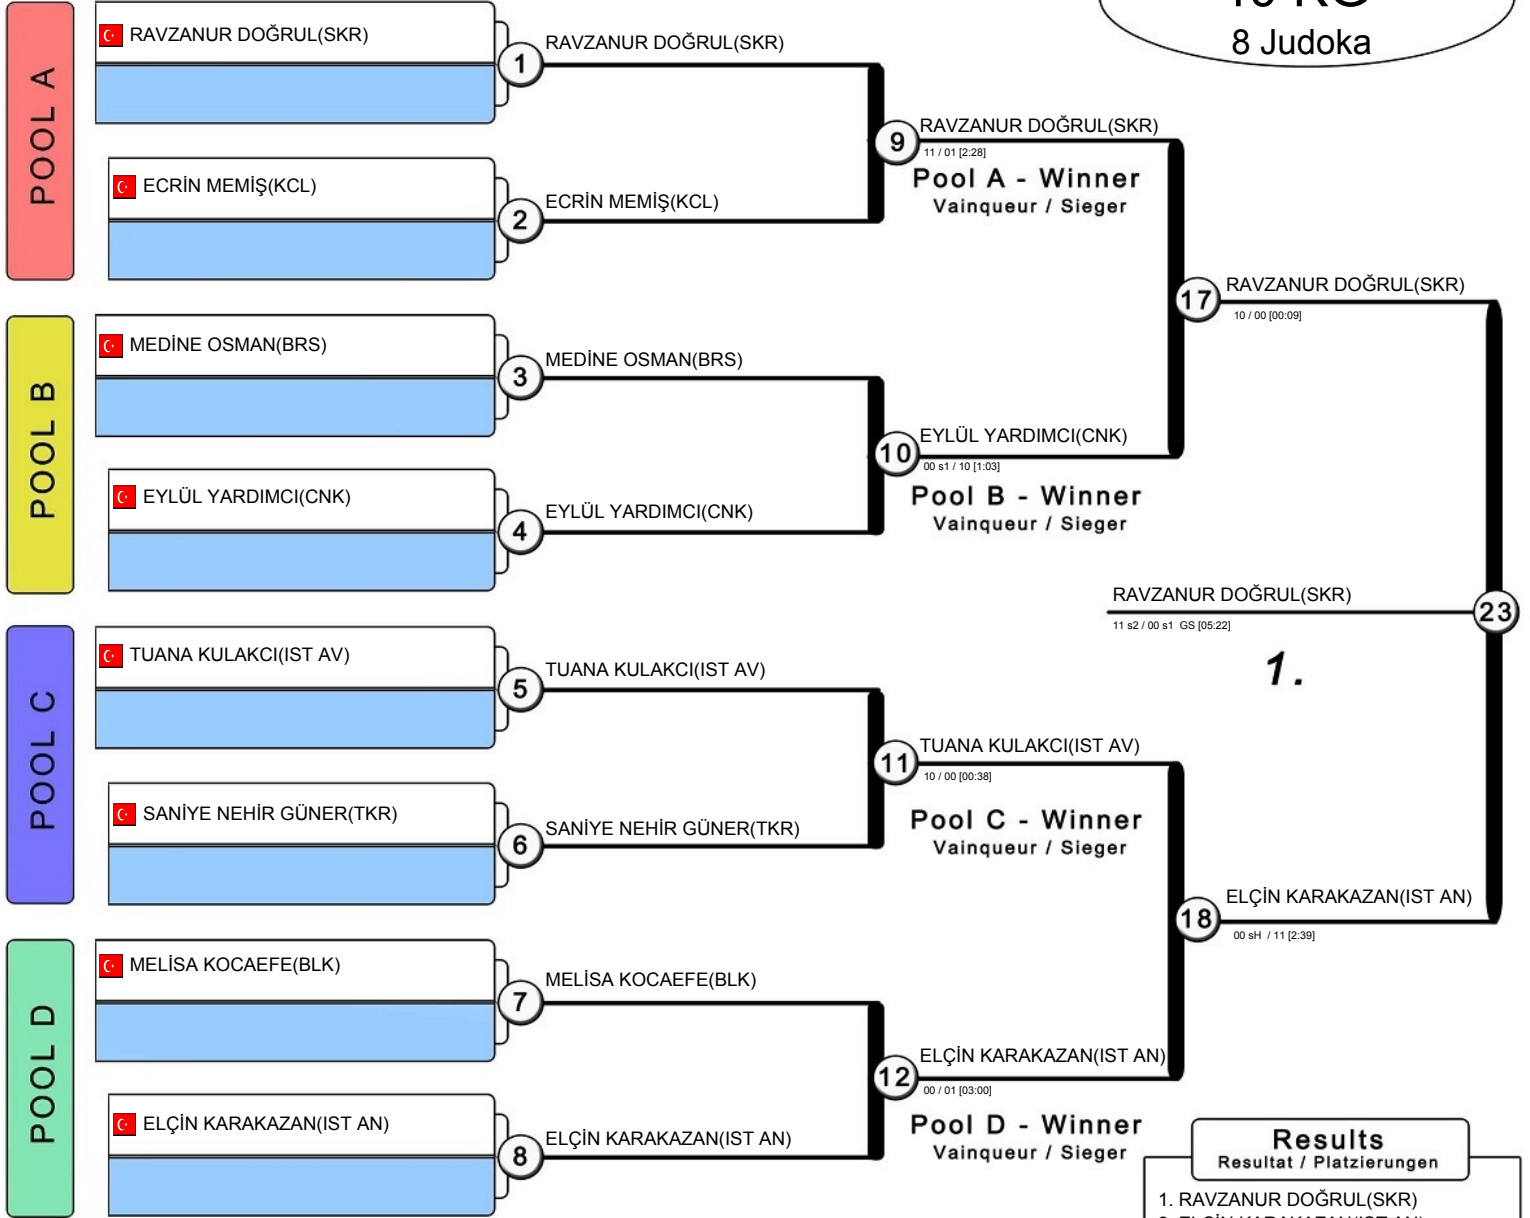 8 Judoka
POOL A
RAVZANUR DOĞRUL(SKR)
1
RAVZANUR DOĞRUL(SKR)
ECRİN MEMİŞ(KCL)
2
ECRİN MEMİŞ(KCL)
9
RAVZANUR DOĞRUL(SKR)
11 / 01 [2:28]
Pool A - Winner
Vainqueur / Sieger
POOL B
MEDİNE OSMAN(BRS)
3
MEDİNE OSMAN(BRS)
EYLÜL YARDIMCI(CNK)
4
EYLÜL YARDIMCI(CNK)
10
EYLÜL YARDIMCI(CNK)
00 s1 / 10 [1:03]
Pool B - Winner
Vainqueur / Sieger
17
RAVZANUR DOĞRUL(SKR)
10 / 00 [00:09]
POOL C
TUANA KULAKCI(IST AV)
5
TUANA KULAKCI(IST AV)
SANİYE NEHİR GÜNER(TKR)
6
SANİYE NEHİR GÜNER(TKR)
11
TUANA KULAKCI(IST AV)
10 / 00 [00:38]
Pool C - Winner
Vainqueur / Sieger
POOL D
MELİSA KOCAEFE(BLK)
7
MELİSA KOCAEFE(BLK)
ELÇİN KARAKAZAN(IST AN)
8
ELÇİN KARAKAZAN(IST AN)
12
ELÇİN KARAKAZAN(IST AN)
00 / 01 [03:00]
Pool D - Winner
Vainqueur / Sieger
18
ELÇİN KARAKAZAN(IST AN)
00 sH / 11 [2:39]
23
RAVZANUR DOĞRUL(SKR)
11 s2 / 00 s1 GS [05:22]
1.
Results
Resultat / Platzierungen
1. RAVZANUR DOĞRUL(SKR)